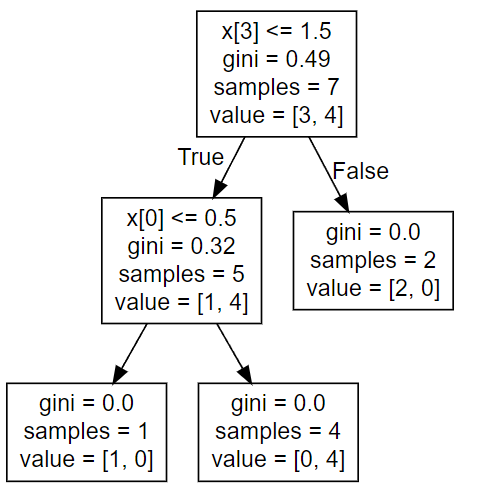 x[3] <= 1.5
gini = 0.49
samples = 7
value = [3, 4]
True
False
x[0] <= 0.5
gini = 0.32
samples = 5
value = [1, 4]
gini = 0.0
samples = 2
value = [2, 0]
gini = 0.0
samples = 1
value = [1, 0]
gini = 0.0
samples = 4
value = [0, 4]